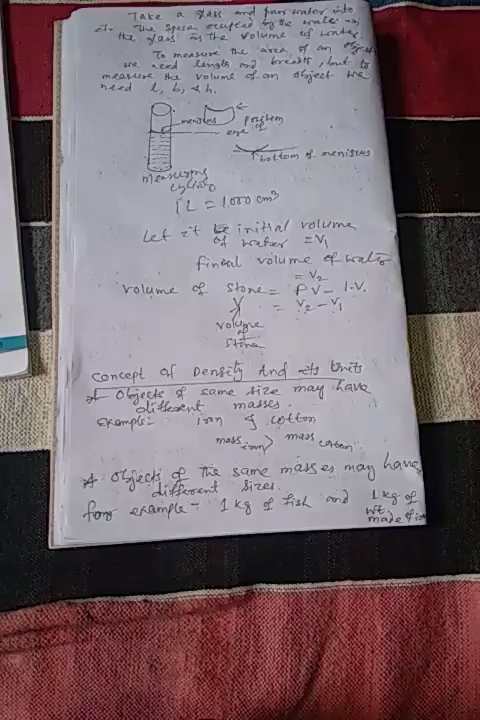 Take a glass and pour water into
it. The space occupied by the water in
the glass is the volume of water.
To measure the area of an object
we need length and breadth, but to
measure the volume of an object we
need l, b, & h.
meniscus
position
of
eye
bottom of meniscus
measuring
cylinder
1L = 1000 cm³
Let it be initial volume
of water = V₁
final volume of water
= V₂
volume of stone = F V - I.V.
= V₂ - V₁
volume
of
stone
Concept of Density And Its Units
* Objects of same size may have
different masses.
Example:- iron & cotton
mass iron > mass cotton
* Objects of the same masses may have
different sizes.
for example - 1 kg of fish and 1 kg of
wt.
made of